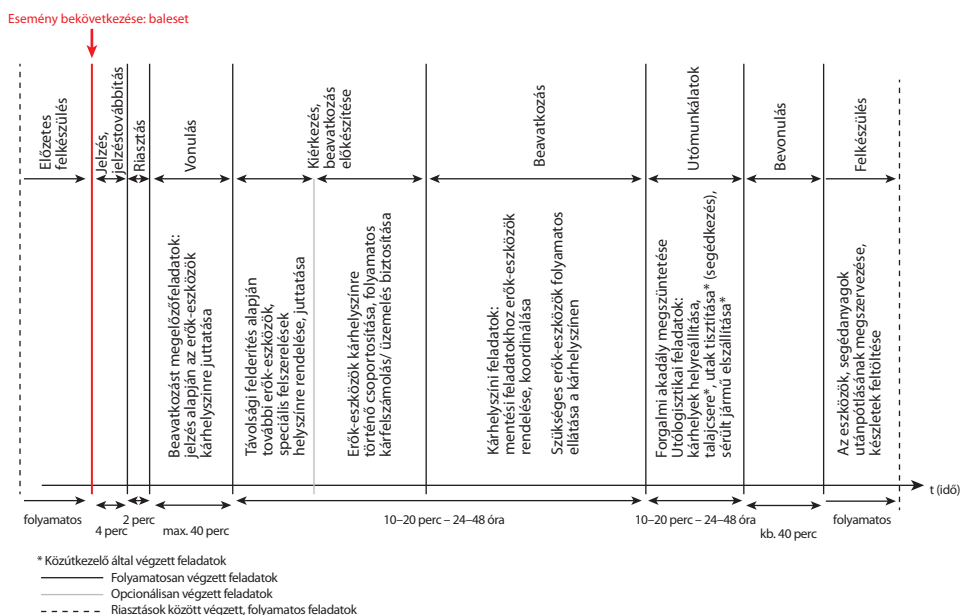 Esemény bekövetkezése: baleset
Előzetes
felkészülés
Jelzés,
jelzéstovábbítás
Riasztás
Vonulás
Kiérkezés,
beavatkozás
előkészítése
Beavatkozás
Utómunkálatok
Bevonulás
Felkészülés
Beavatkozást megelőzőfeladatok:
jelzés alapján az erők-eszközök
kárhelyszínre juttatása
Távolsági felderítés alapján
további erők-eszközök,
speciális felszerelések
helyszínre rendelése, juttatása
Erők-eszközök kárhelyszínre
történő csoportosítása, folyamatos
kárfelszámolás/ üzemelés biztosítása
Kárhelyszíni feladatok:
mentési feladatokhoz erők-eszközök
rendelése, koordinálása
Szükséges erők-eszközök folyamatos
ellátása a kárhelyszínen
Forgalmi akadály megszüntetése
Utólogisztikai feladatok:
kárhelyek helyreállítása,
talajcsere*, utak tisztítása* (segédkezés),
sérült jármű elszállítása*
Az eszközök, segédanyagok
utánpótlásának megszervezése,
készletek feltöltése
t (idő)
folyamatos
4 perc
2 perc
max. 40 perc
10–20 perc – 24–48 óra
10–20 perc – 24–48 óra
kb. 40 perc
folyamatos
* Közútkezelő által végzett feladatok
Folyamatosan végzett feladatok
Opcionálisan végzett feladatok
Riasztások között végzett, folyamatos feladatok